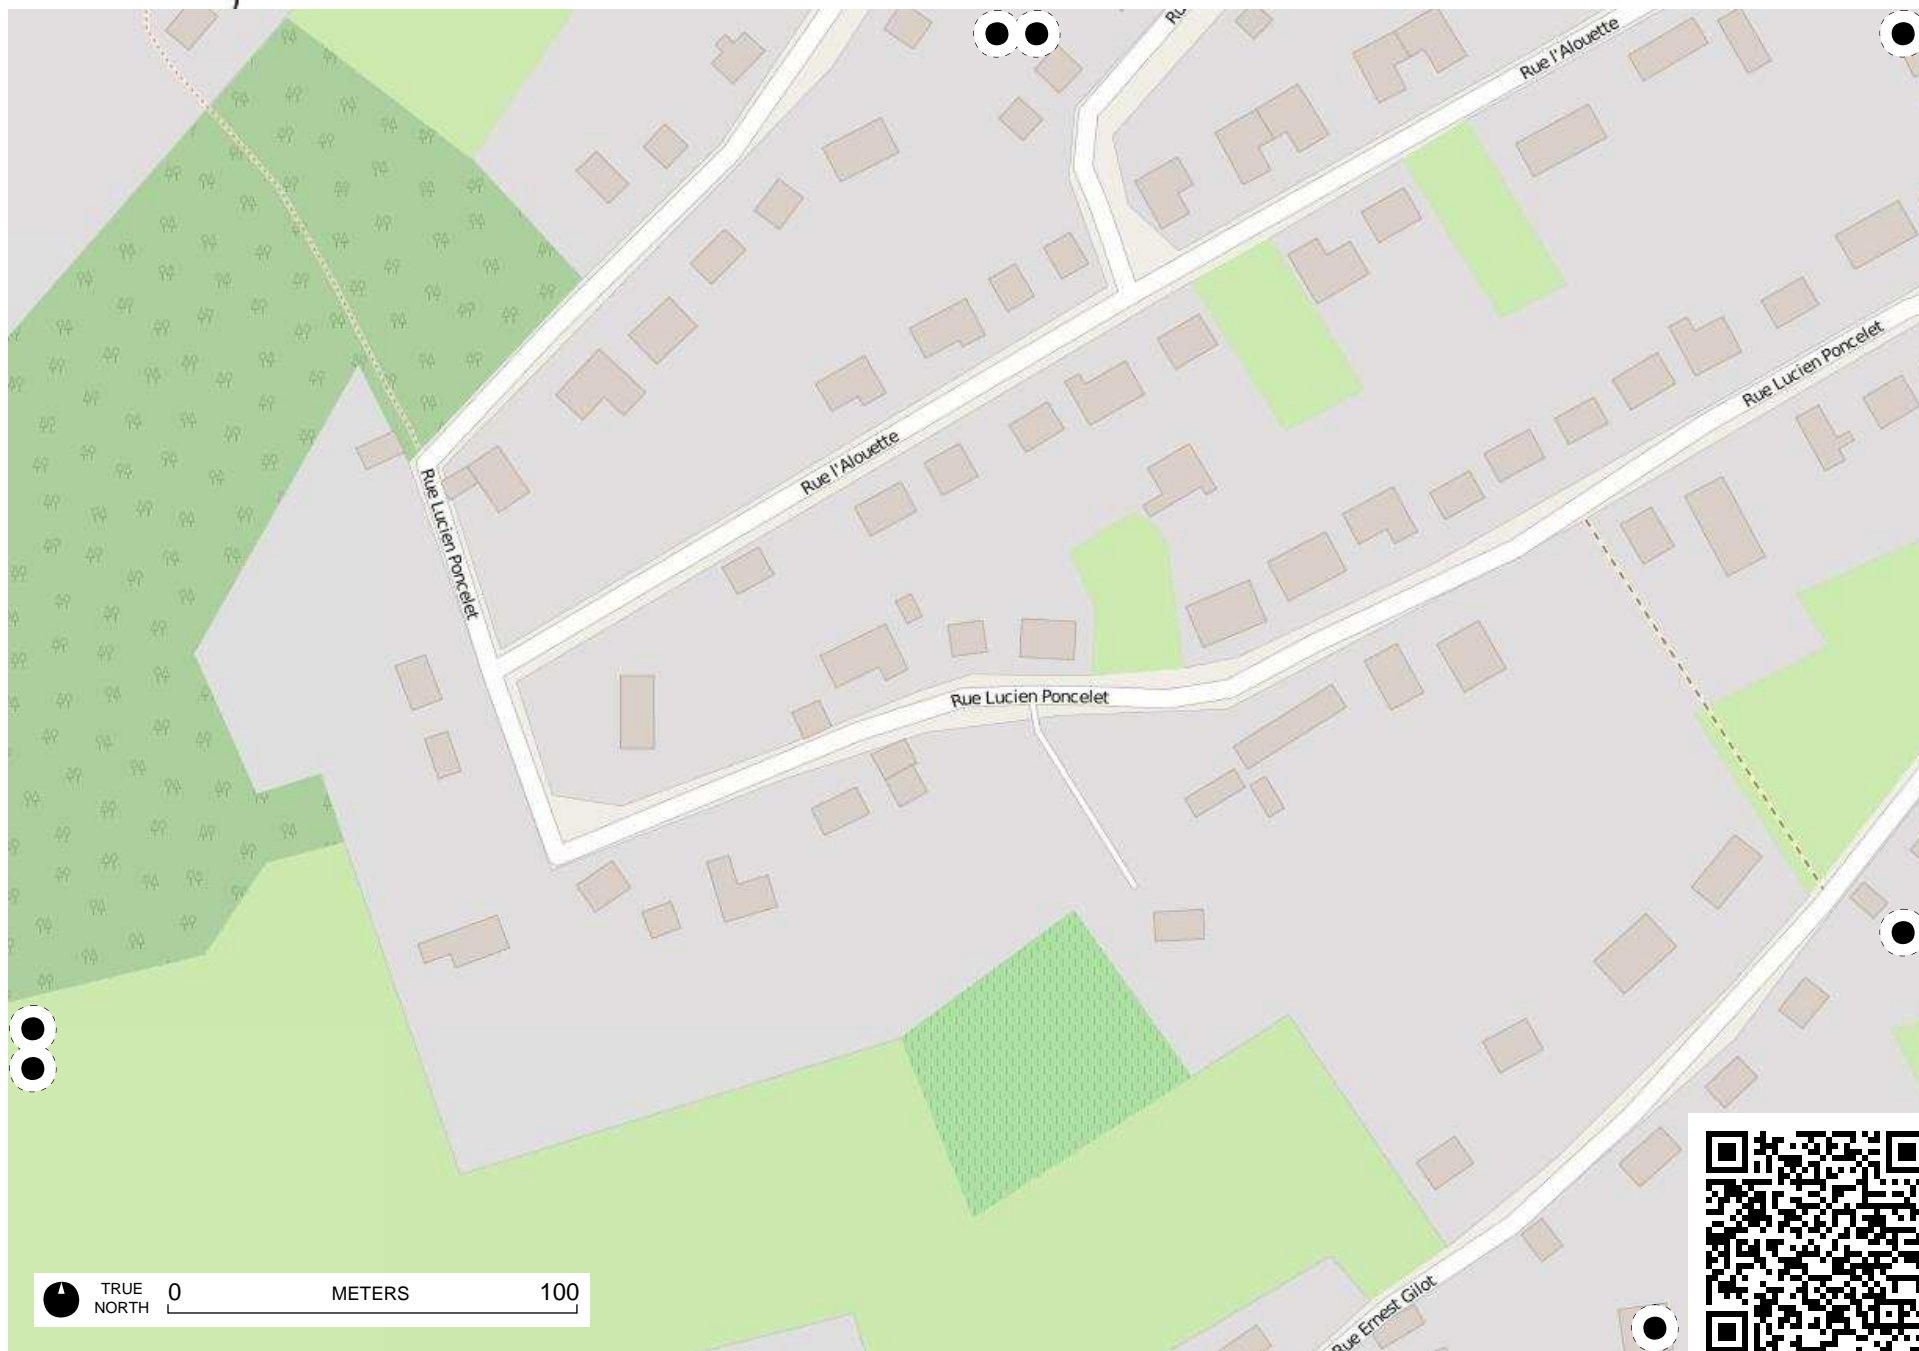 Ru
Rue l'Alouette
Rue Lucien Poncelet
Rue l'Alouette
Rue Lucien Poncelet
Rue Lucien Poncelet
Rue Ernest Gilot
TRUE NORTH
0 METERS 100